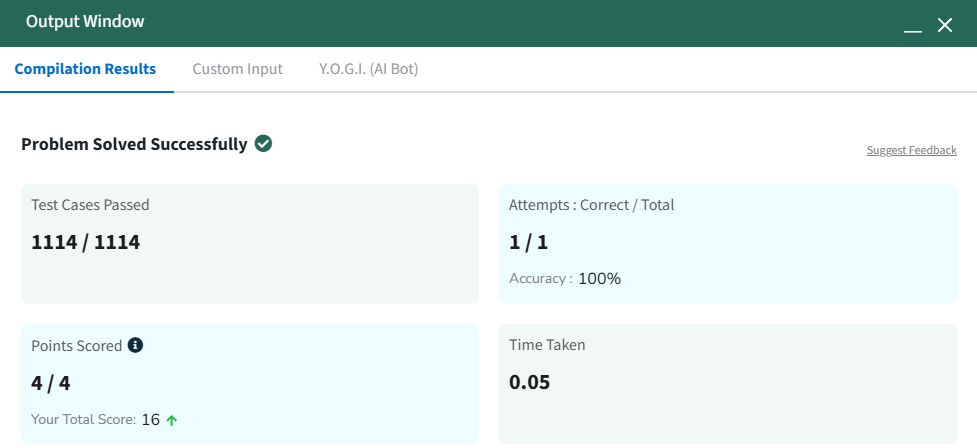 Output Window
Compilation Results
Custom Input
Y.O.G.I. (AI Bot)
Problem Solved Successfully
Suggest Feedback
Test Cases Passed
1114 / 1114
Attempts : Correct / Total
1 / 1
Accuracy : 100%
Points Scored
4 / 4
Your Total Score: 16
Time Taken
0.05